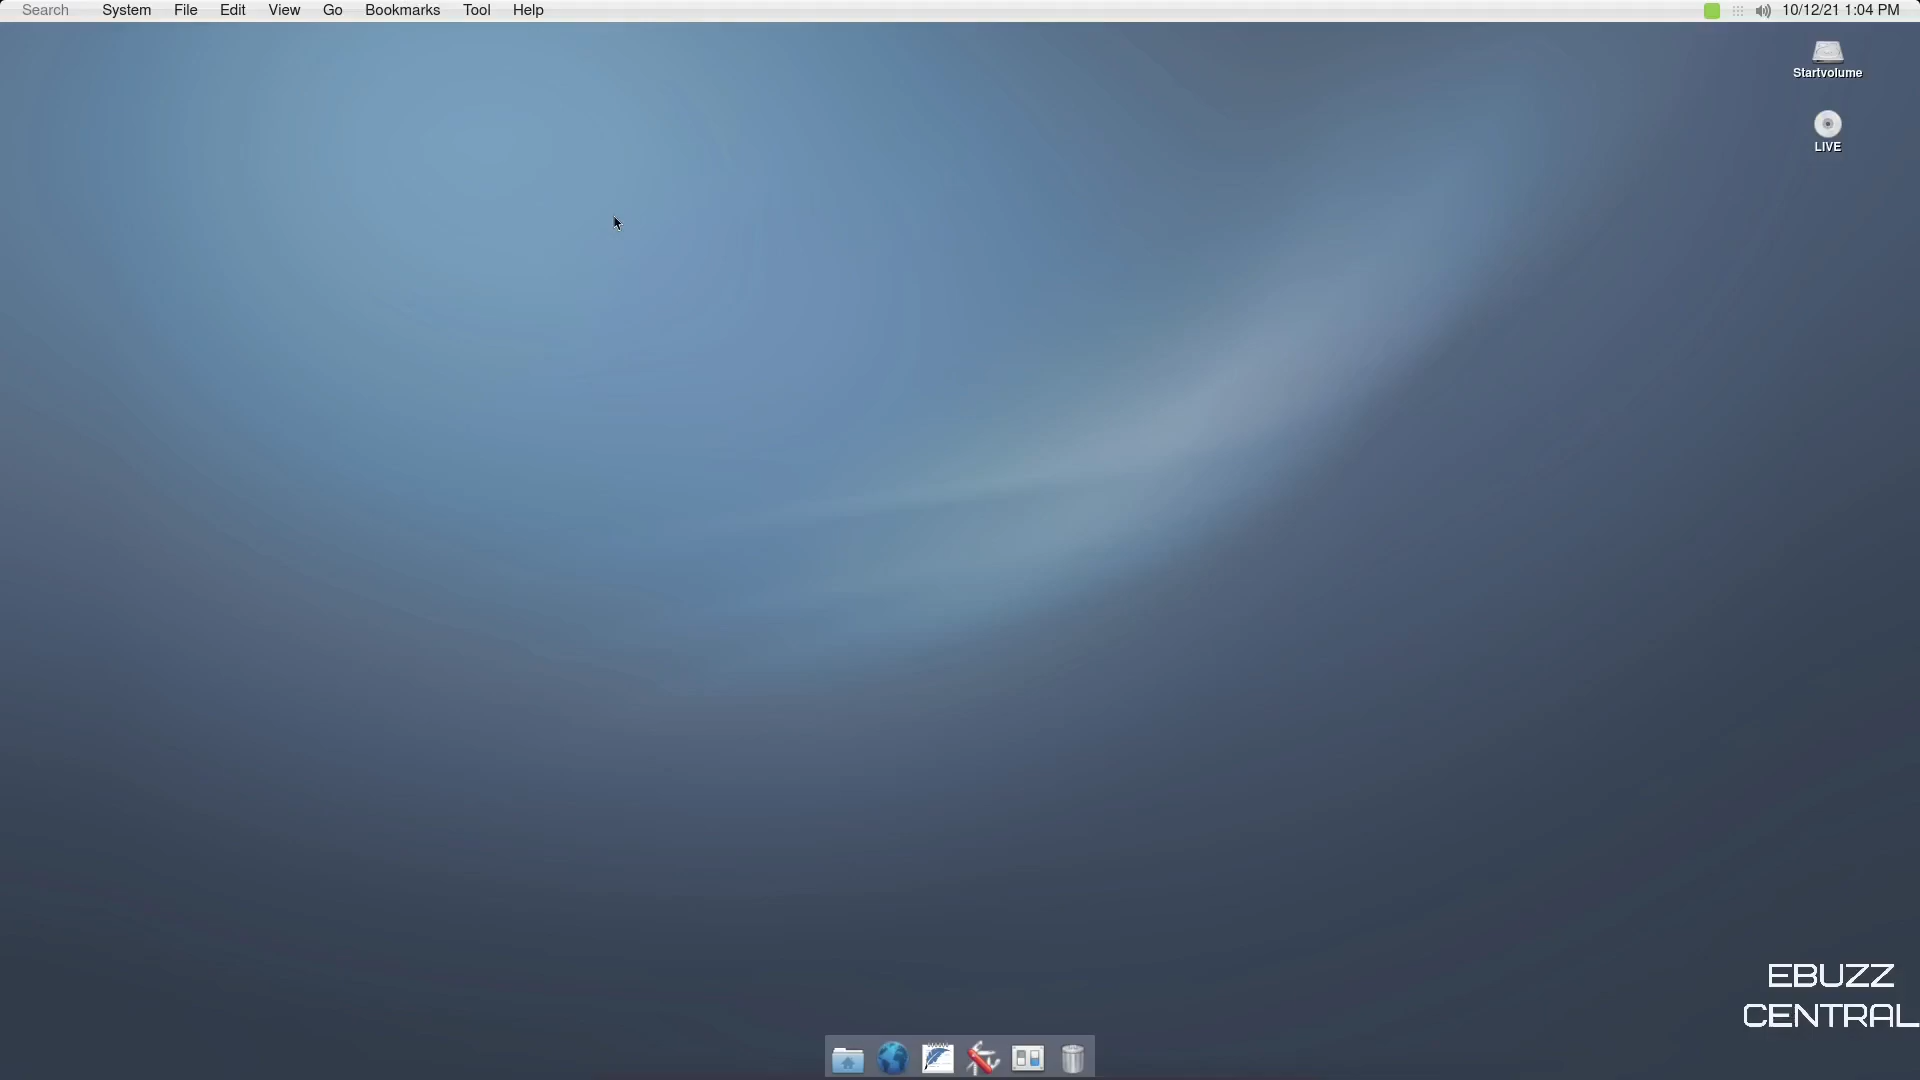 Search System File Edit View Go Bookmarks Tool Help 10/12/21 1:04 PM
Startvolume
LIVE
EBUZZ
CENTRAL